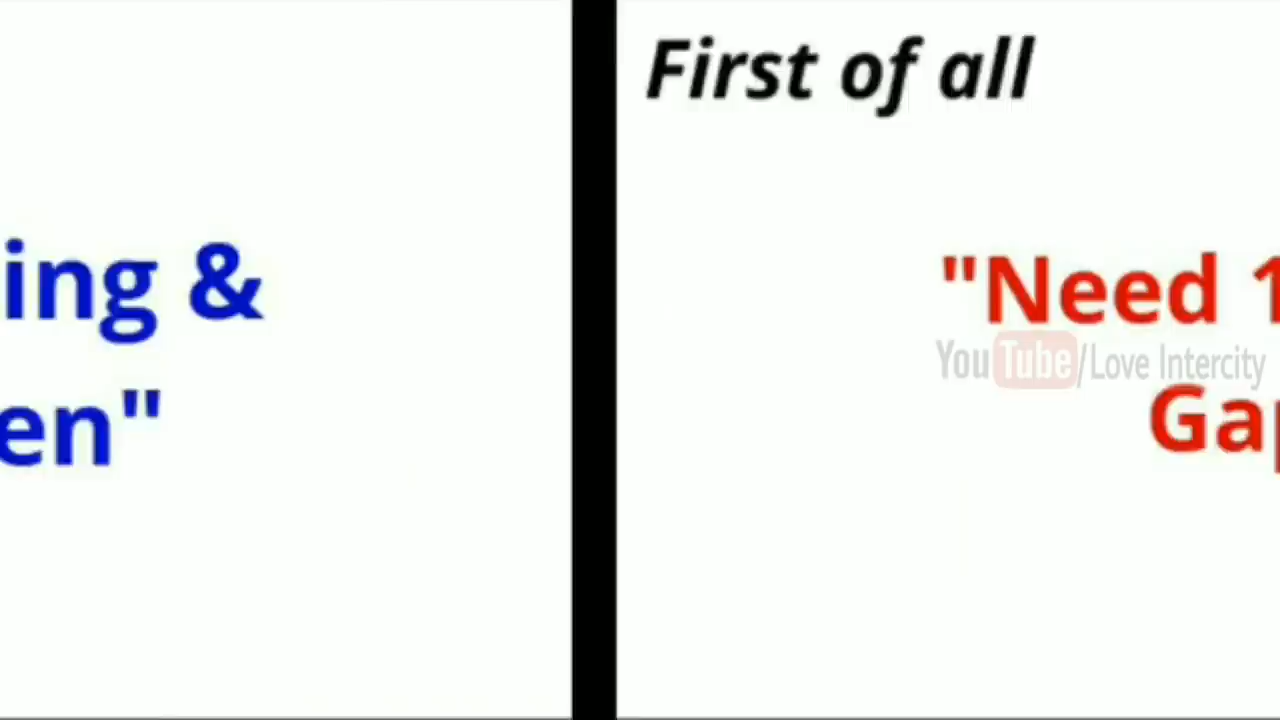 ing &
en"
First of all
"Need 1
YouTube/Love Intercity
Gap